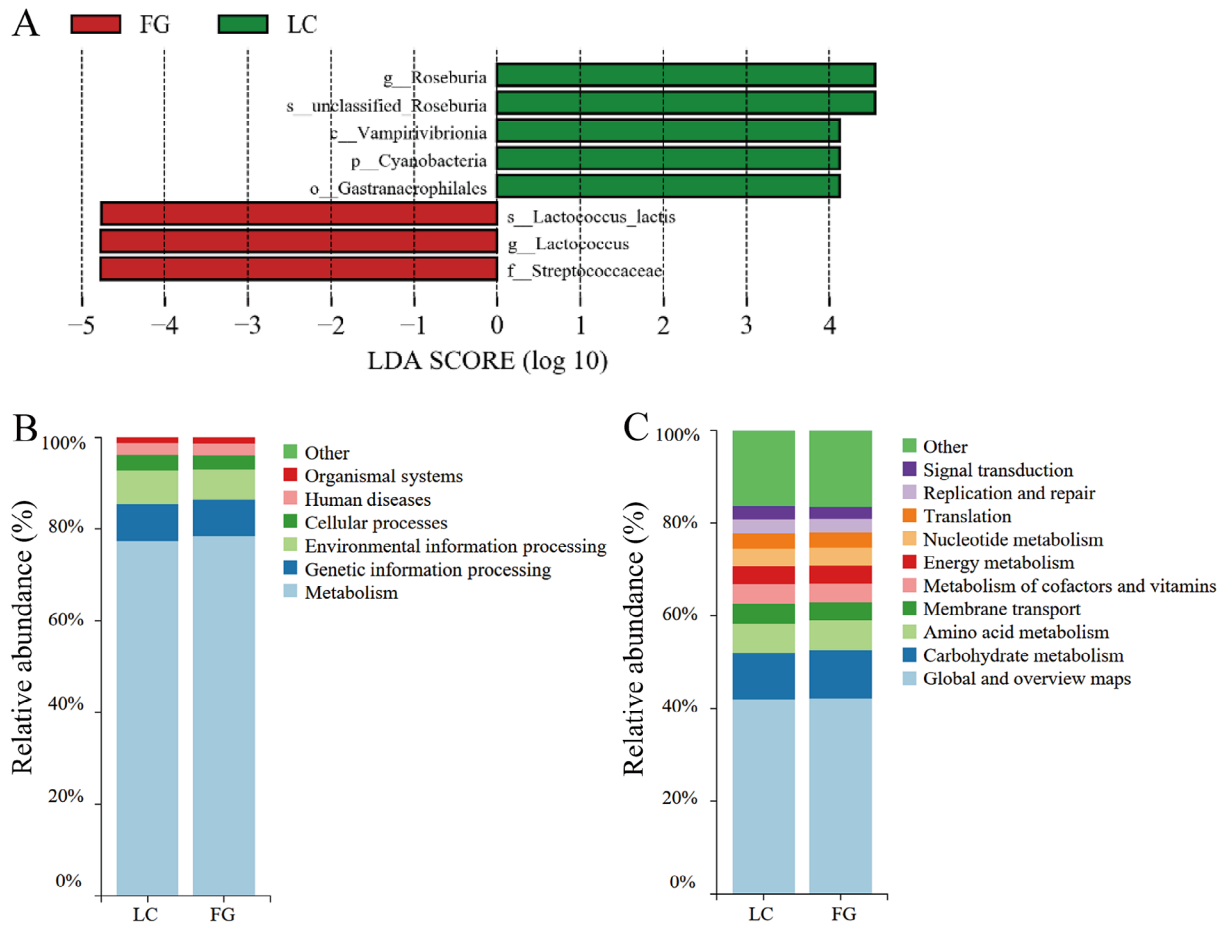 A
FG
LC
g__Roseburia
s__unclassified_Roseburia
c__Vampirivibrionia
p__Cyanobacteria
o__Gastranaerophilales
s__Lactococcus_lactis
g__Lactococcus
f__Streptococcaceae
−5 −4 −3 −2 −1 0 1 2 3 4
LDA SCORE (log 10)
B
Relative abundance (%)
100%
80%
60%
40%
20%
0%
LC FG
Other
Organismal systems
Human diseases
Cellular processes
Environmental information processing
Genetic information processing
Metabolism
C
Relative abundance (%)
100%
80%
60%
40%
20%
0%
LC FG
Other
Signal transduction
Replication and repair
Translation
Nucleotide metabolism
Energy metabolism
Metabolism of cofactors and vitamins
Membrane transport
Amino acid metabolism
Carbohydrate metabolism
Global and overview maps